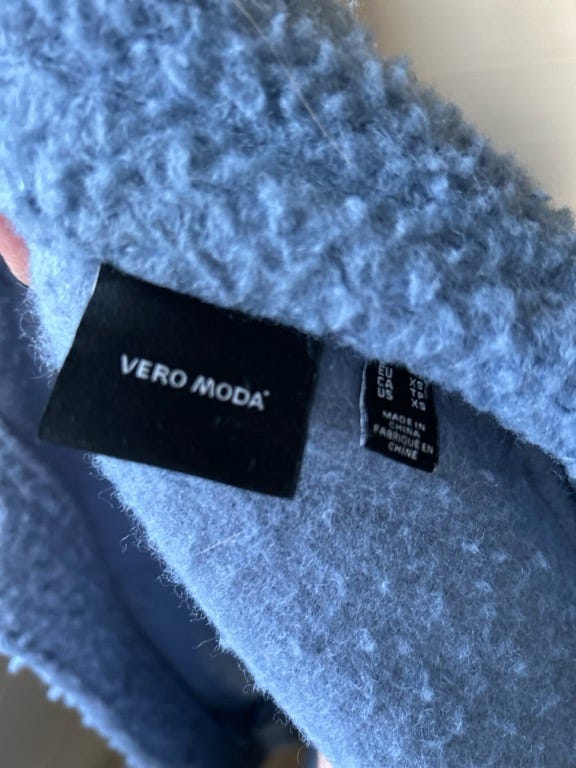 VERO MODA
EU XS
CA TP
US XS
MADE IN
CHINA
FABRIQUÉ EN
CHINE